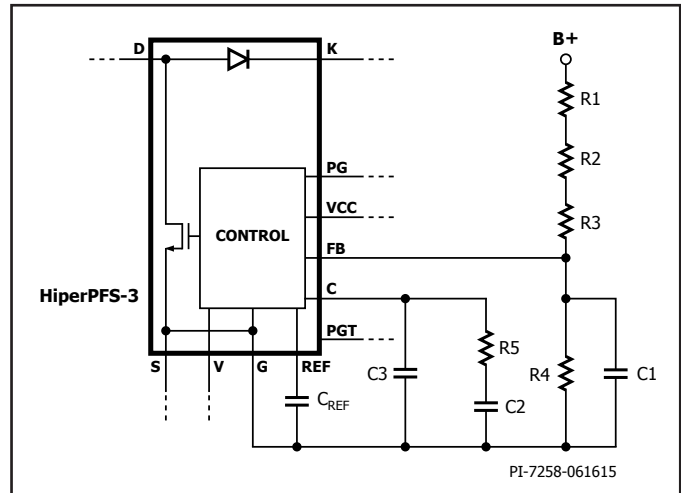 D
K
B+
R1
R2
R3
PG
VCC
CONTROL
FB
HiperPFS-3
C
PGT
R5
R4
C1
C3
C2
S
V
G
REF
CREF
PI-7258-061615